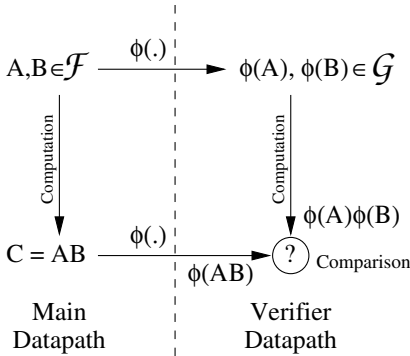 A,B∈ℱ
ϕ(.)
ϕ(A), ϕ(B)∈𝒢
Computation
Computation
ϕ(A)ϕ(B)
C = AB
ϕ(.)
ϕ(AB)
?
Comparison
Main
Datapath
Verifier
Datapath